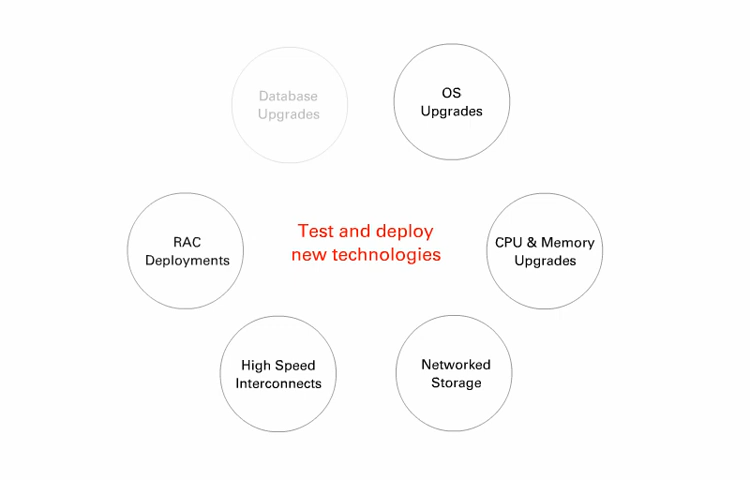 Database
Upgrades
OS
Upgrades
RAC
Deployments
Test and deploy
new technologies
CPU & Memory
Upgrades
High Speed
Interconnects
Networked
Storage